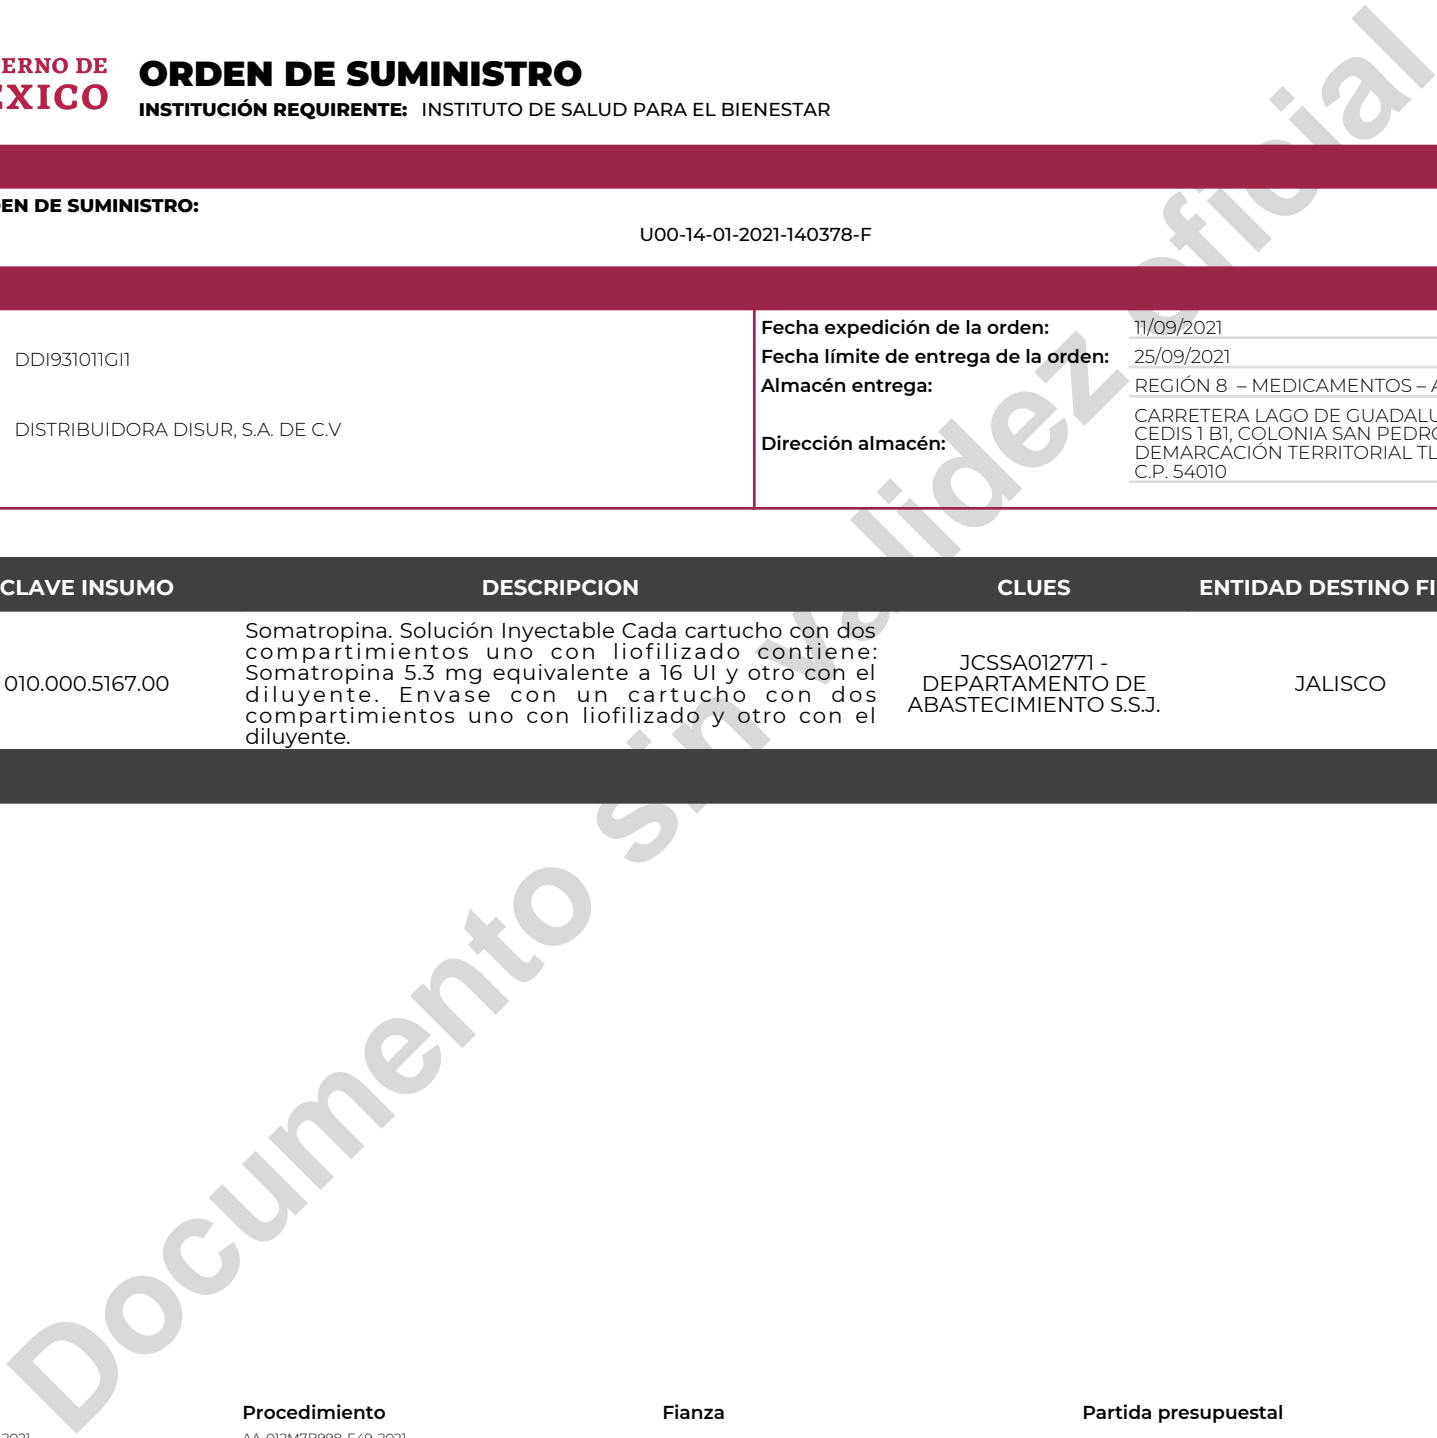 ERNO DE
ORDEN DE SUMINISTRO
EXICO
INSTITUCIÓN REQUIRENTE: INSTITUTO DE SALUD PARA EL BIENESTAR
EN DE SUMINISTRO:
U00-14-01-2021-140378-F
DDI931011GI1
DISTRIBUIDORA DISUR, S.A. DE C.V
Fecha expedición de la orden: 11/09/2021
Fecha límite de entrega de la orden: 25/09/2021
Almacén entrega: REGIÓN 8 – MEDICAMENTOS – A
Dirección almacén:
CARRETERA LAGO DE GUADALU
CEDIS 1 B1, COLONIA SAN PEDRO
DEMARCACIÓN TERRITORIAL TL
C.P. 54010
CLAVE INSUMO DESCRIPCION CLUES ENTIDAD DESTINO FI
010.000.5167.00
Somatropina. Solución Inyectable Cada cartucho con dos
compartimientos uno con liofilizado contiene:
Somatropina 5.3 mg equivalente a 16 UI y otro con el
diluyente. Envase con un cartucho con dos
compartimientos uno con liofilizado y otro con el
diluyente.
JCSSA012771 -
DEPARTAMENTO DE
ABASTECIMIENTO S.S.J.
JALISCO
Documento sin validez oficial
Procedimiento Fianza Partida presupuestal